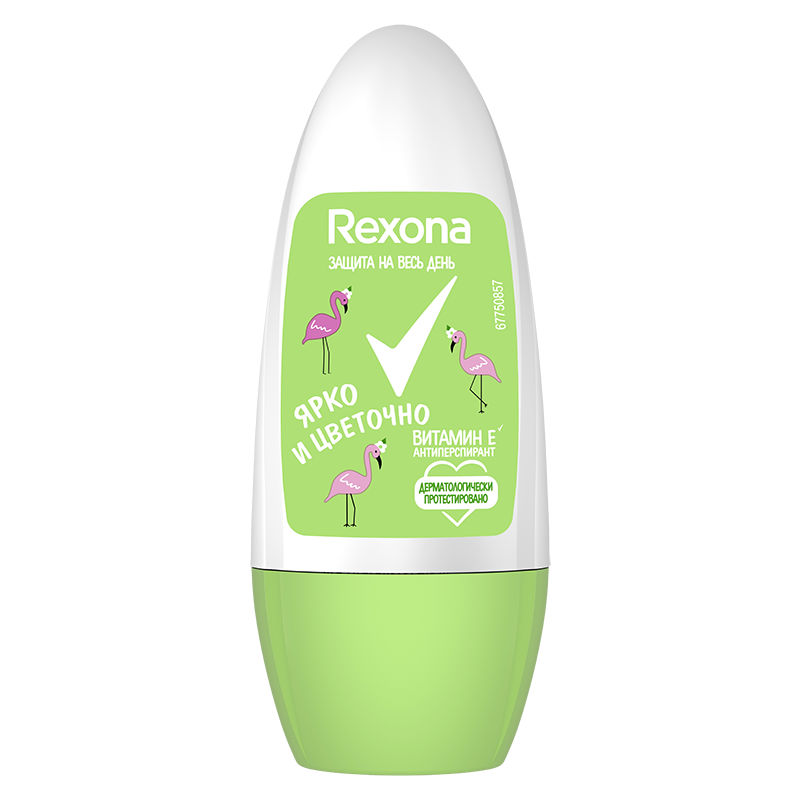 Rexona
ЗАЩИТА НА ВЕСЬ ДЕНЬ
67750857
ЯРКО
И ЦВЕТОЧНО
ВИТАМИН Е
АНТИПЕРСПИРАНТ
ДЕРМАТОЛОГИЧЕСКИ
ПРОТЕСТИРОВАНО